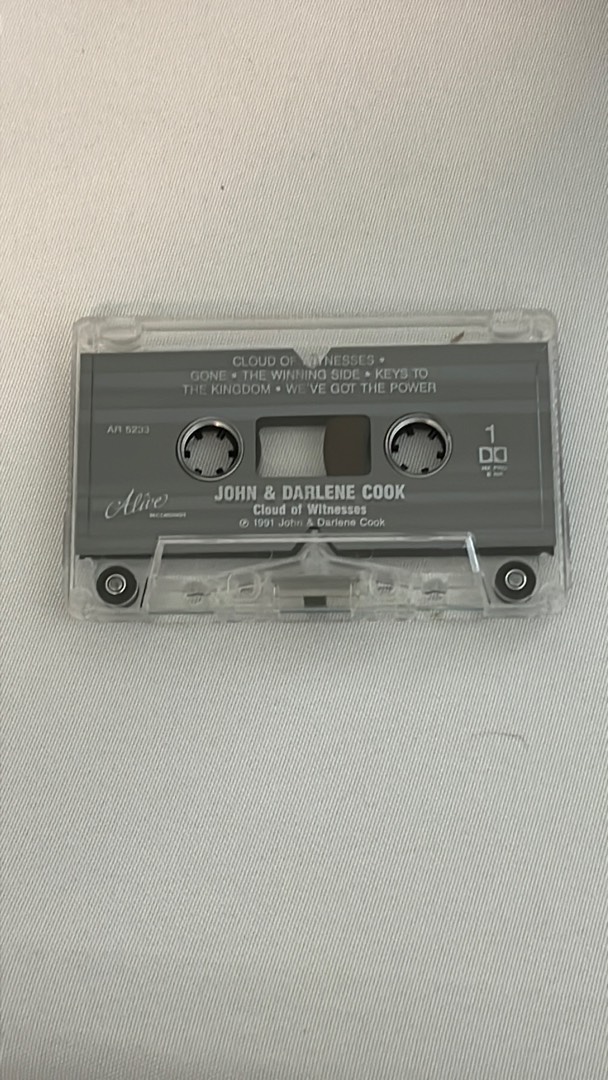 CLOUD OF WITNESSES •
GONE • THE WINNING SIDE • KEYS TO
THE KINGDOM • WE'VE GOT THE POWER
AR 5233
1
Alive
RECORDINGS
JOHN & DARLENE COOK
Cloud of Witnesses
℗ 1991 John & Darlene Cook